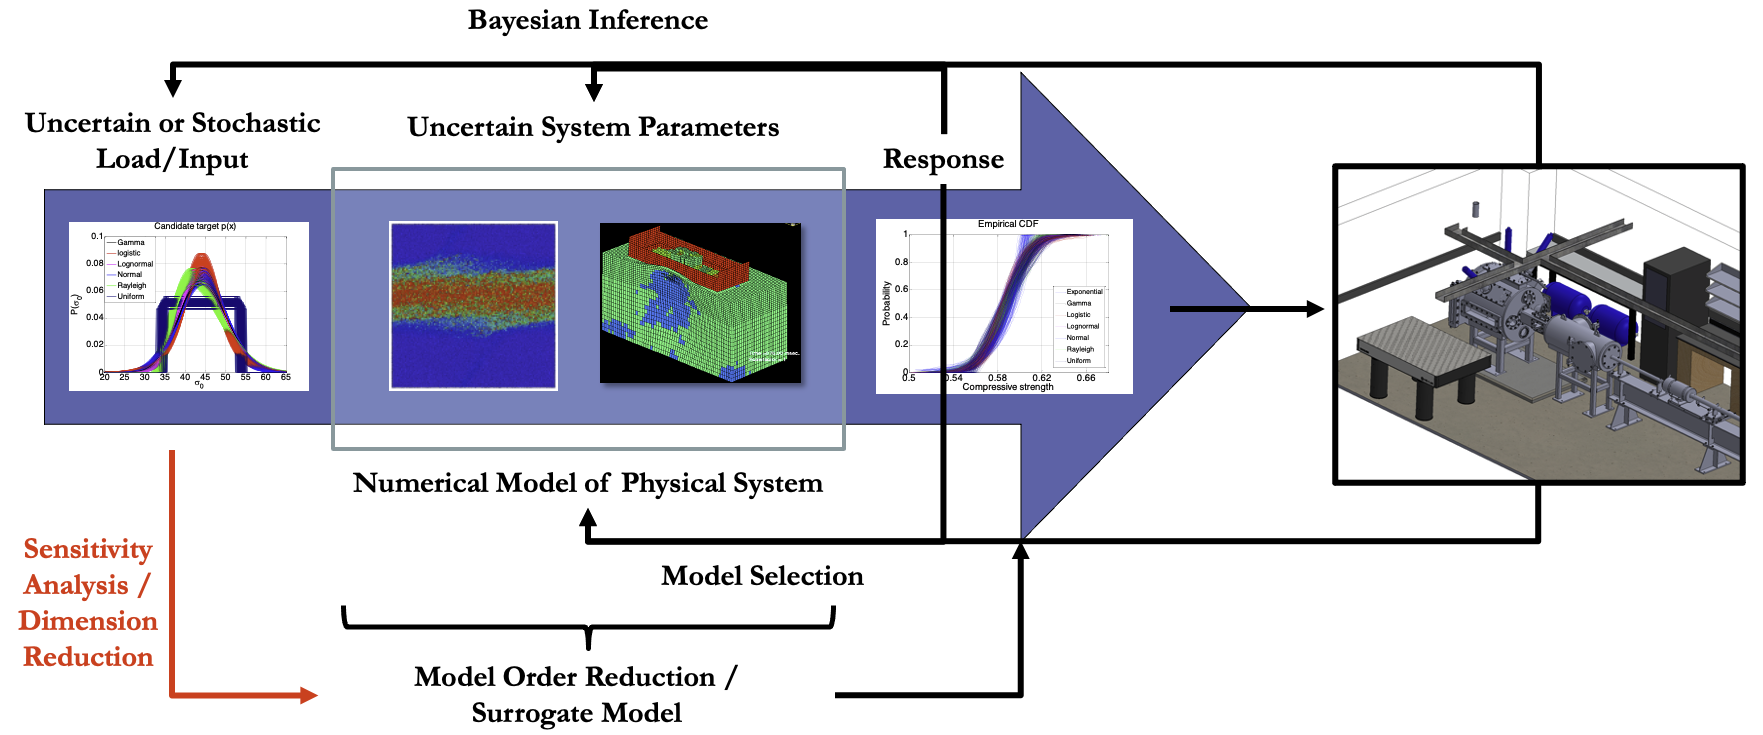 Bayesian Inference
Uncertain or Stochastic
Load/Input
Uncertain System Parameters
Response
Candidate target p(x)
0.1
0.08
0.06
0.04
0.02
0
P(σ₀)
Gamma
logistic
Lognormal
Normal
Rayleigh
Uniform
20 25 30 35 40 45 50 55 60 65
σ₀
Empirical CDF
1
0.8
0.6
0.4
0.2
0
Probability
Exponential
Gamma
Logistic
Lognormal
Normal
Rayleigh
Uniform
0.5 0.54 0.58 0.62 0.66
Compressive strength
Numerical Model of Physical System
Model Selection
Sensitivity
Analysis /
Dimension
Reduction
Model Order Reduction /
Surrogate Model